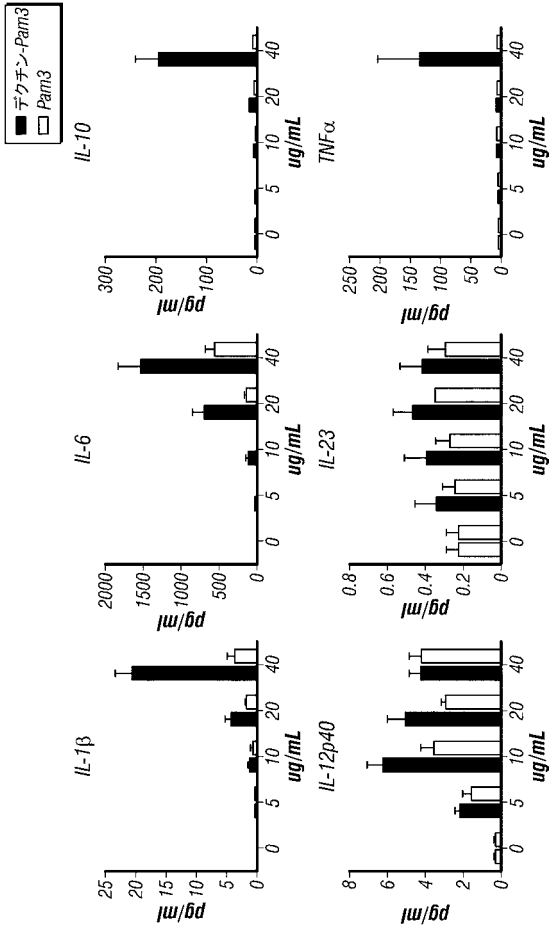 デクチン-Pam3
Pam3
IL-1β
pg/ml
25
20
15
10
5
0
0 5 10 20 40
ug/mL
IL-6
pg/ml
2000
1500
1000
500
0
0 5 10 20 40
ug/mL
IL-10
pg/ml
300
200
100
0
0 5 10 20 40
ug/mL
IL-12p40
pg/ml
8
6
4
2
0
0 5 10 20 40
ug/mL
IL-23
pg/ml
0.8
0.6
0.4
0.2
0
0 5 10 20 40
ug/mL
TNFα
pg/ml
250
200
150
100
50
0
0 5 10 20 40
ug/mL